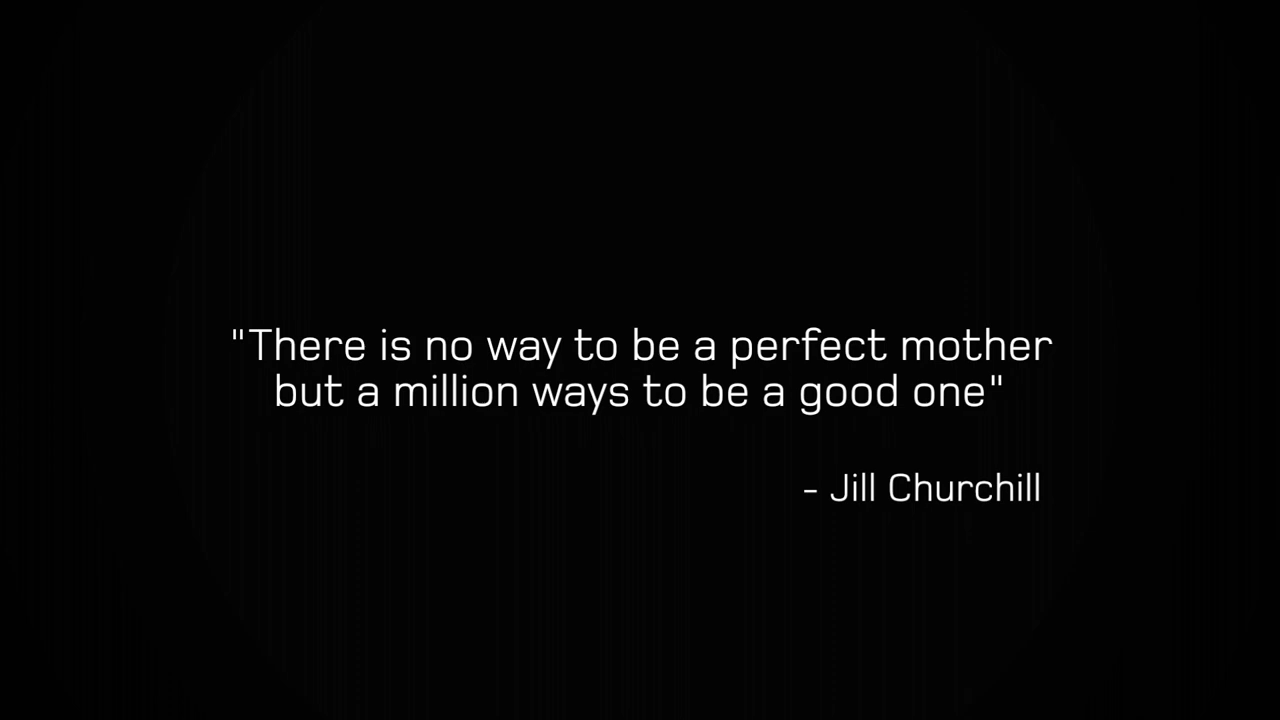 "There is no way to be a perfect mother
but a million ways to be a good one"
- Jill Churchill